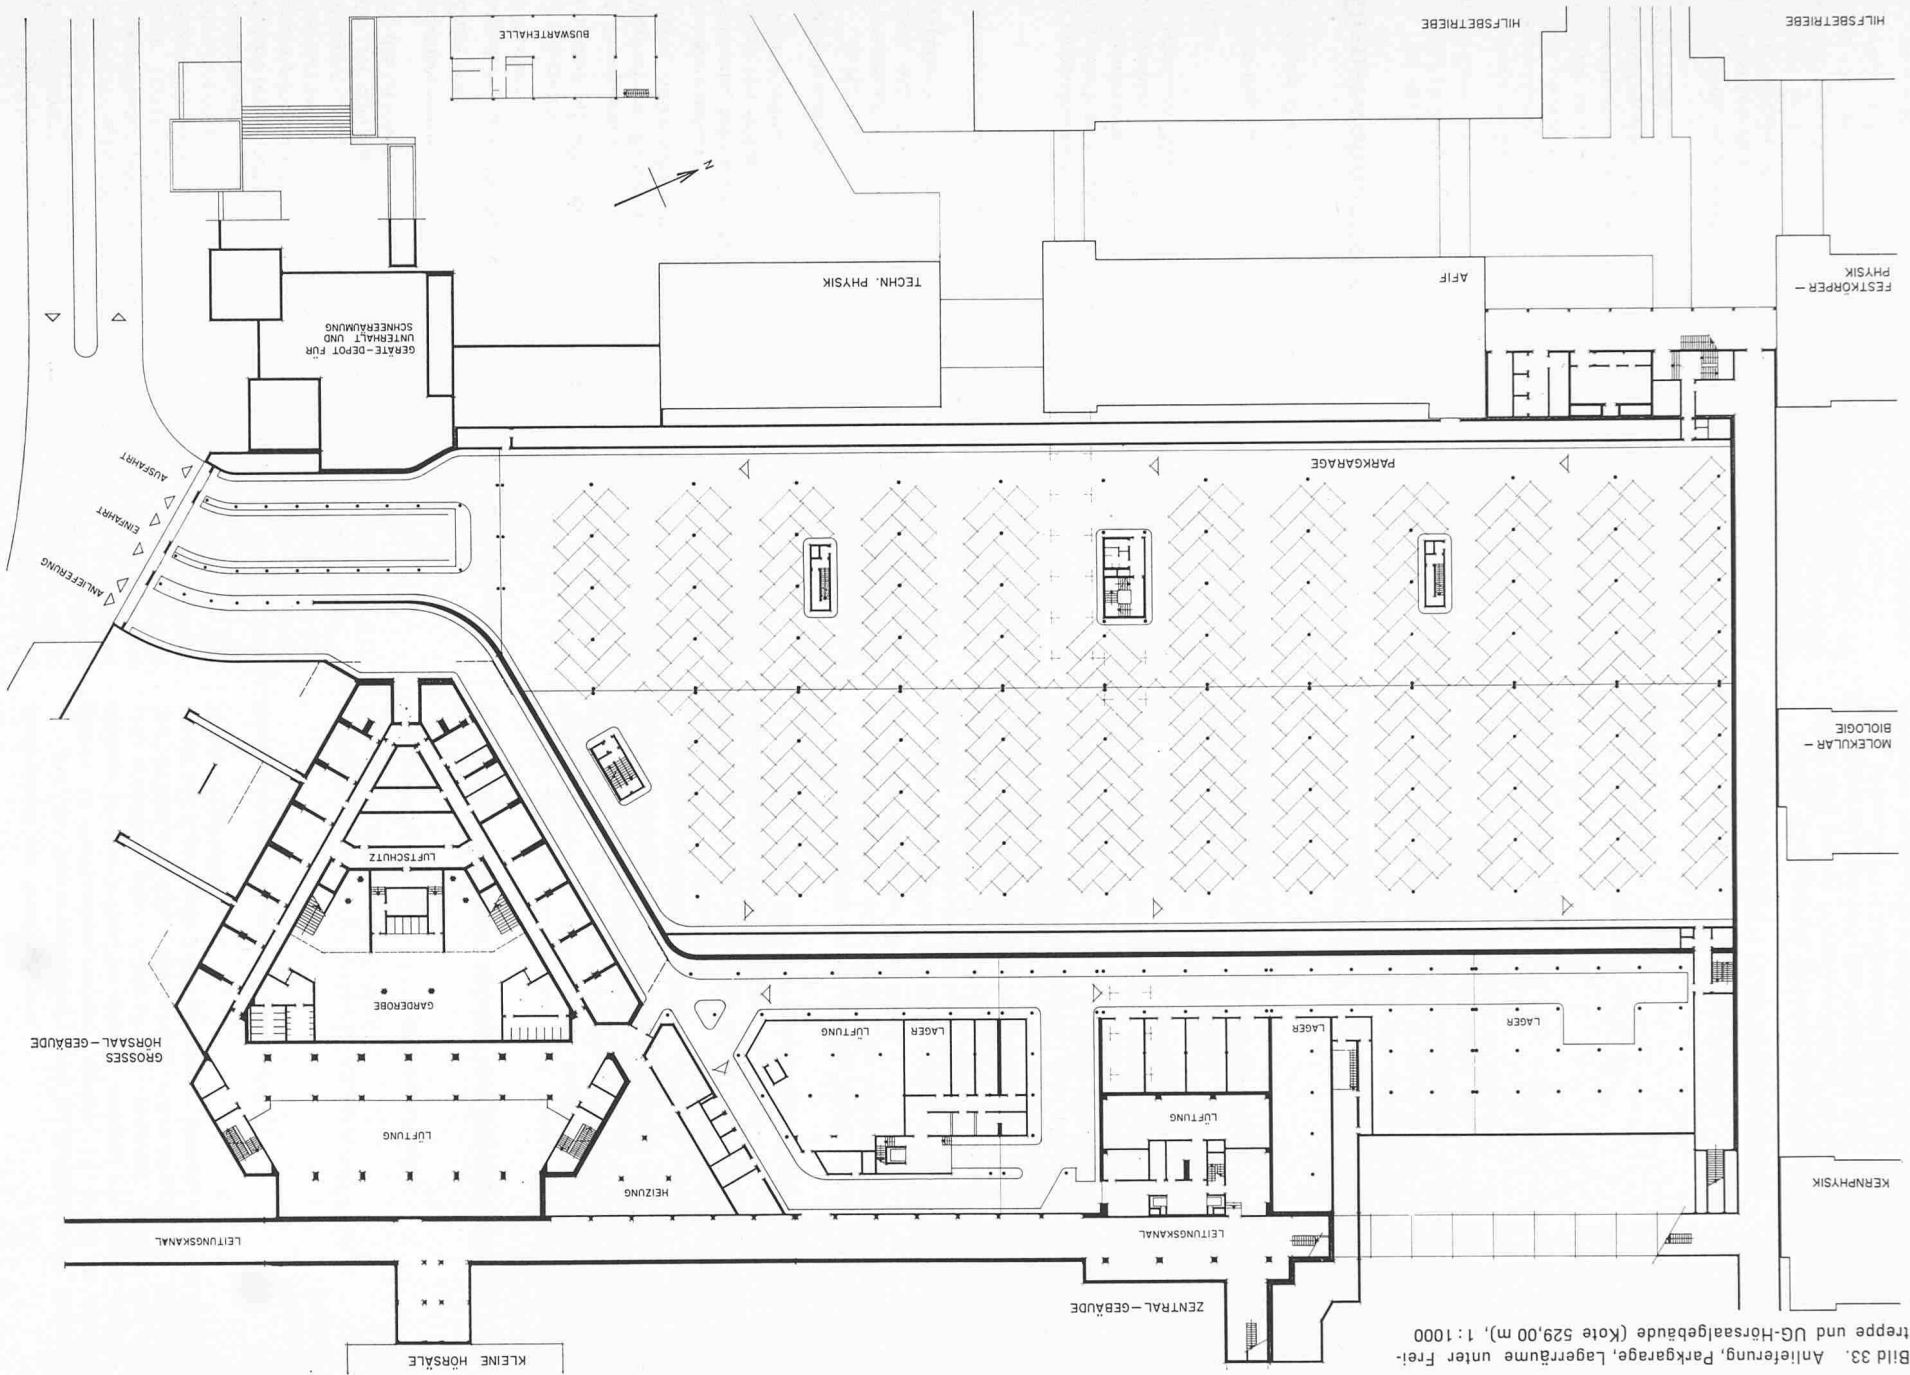 Bild 33. Anlieferung, Parkgarage, Lagerräume unter Frei-
treppe und UG-Hörsaalgebäude (Kote 529,00 m), 1:1000
KLEINE HÖRSÄLE
ZENTRAL–GEBÄUDE
LEITUNGSKANAL
LEITUNGSKANAL
KERNPHYSIK
HEIZUNG
LÜFTUNG
LÜFTUNG
GROSSES
HÖRSAAL–GEBÄUDE
LAGER
LAGER
LAGER
LÜFTUNG
GARDEROBE
LUFTSCHUTZ
MOLEKULAR–
BIOLOGIE
ANLIEFERUNG
EINFAHRT
AUSFAHRT
PARKGARAGE
GERÄTE–DEPOT FÜR
UNTERHALT UND
SCHNEERÄUMUNG
FESTKÖRPER–
PHYSIK
AFIF
TECHN. PHYSIK
N
BUSWARTEHALLE
HILFSBETRIEBE
HILFSBETRIEBE